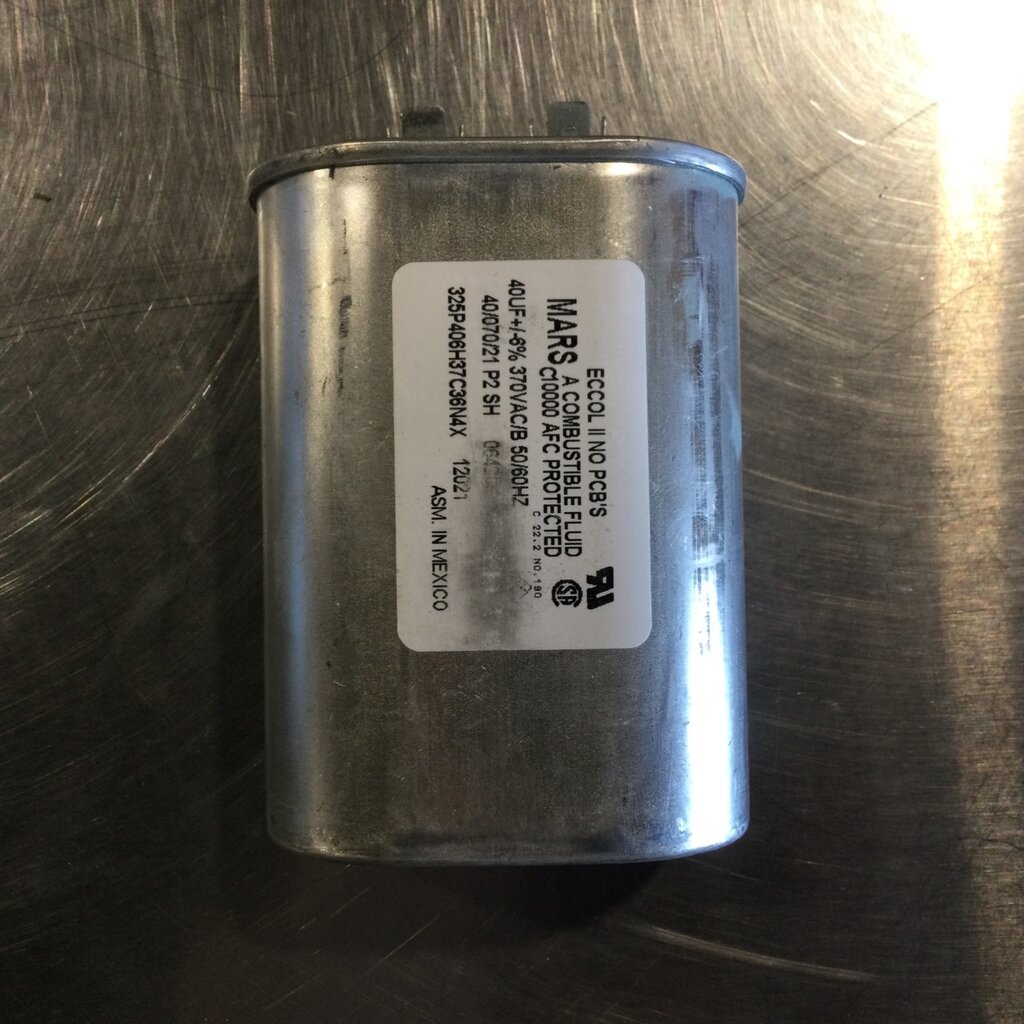 ECCOL II NO PCB'S
MARS A COMBUSTIBLE FLUID
C10000 AFC PROTECTED
C 22.2 NO.190
40UF+/-6% 370VAC/B 50/60HZ
40/070/21 P2 SH
325P406H37C36N4X 12021
ASM. IN MEXICO